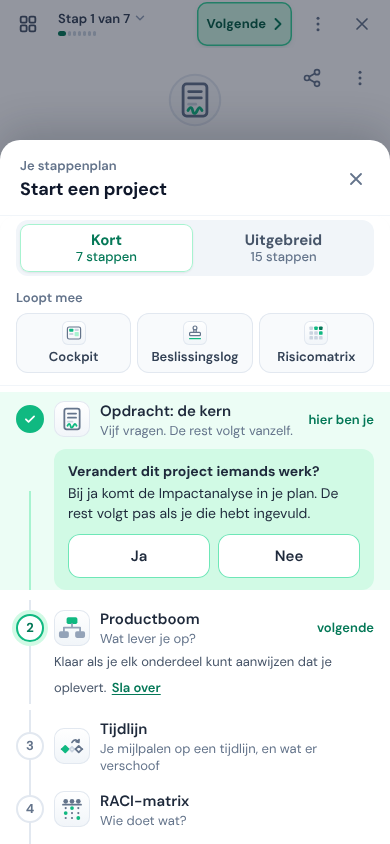 Stap 1 van 7
Volgende
Je stappenplan
Start een project
Kort
7 stappen
Uitgebreid
15 stappen
Loopt mee
Cockpit
Beslissingslog
Risicomatrix
Opdracht: de kern
Vijf vragen. De rest volgt vanzelf.
hier ben je
Verandert dit project iemands werk?
Bij ja komt de Impactanalyse in je plan. De
rest volgt pas als je die hebt ingevuld.
Ja
Nee
2
Productboom
Wat lever je op?
volgende
Klaar als je elk onderdeel kunt aanwijzen dat je
oplevert. Sla over
3
Tijdlijn
Je mijlpalen op een tijdlijn, en wat er
verschoof
4
RACI-matrix
Wie doet wat?